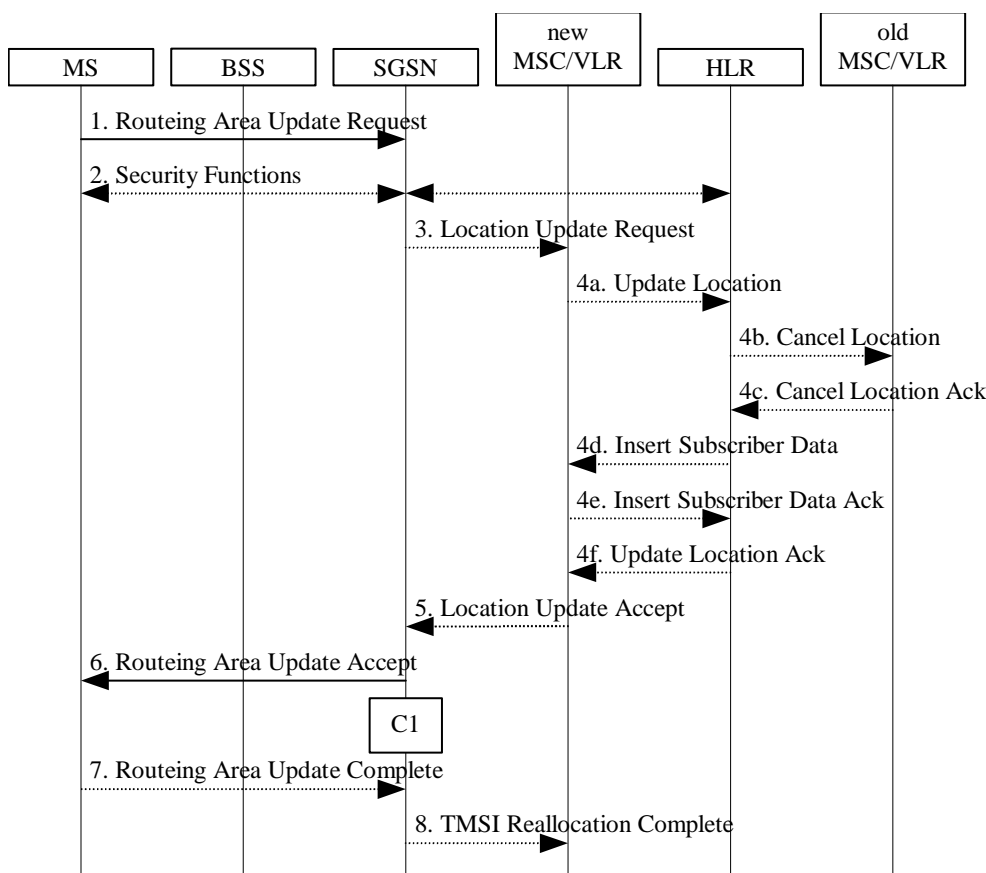 MS
BSS
SGSN
new
MSC/VLR
HLR
old
MSC/VLR
1. Routeing Area Update Request
2. Security Functions
3. Location Update Request
4a. Update Location
4b. Cancel Location
4c. Cancel Location Ack
4d. Insert Subscriber Data
4e. Insert Subscriber Data Ack
4f. Update Location Ack
5. Location Update Accept
6. Routeing Area Update Accept
C1
7. Routeing Area Update Complete
8. TMSI Reallocation Complete